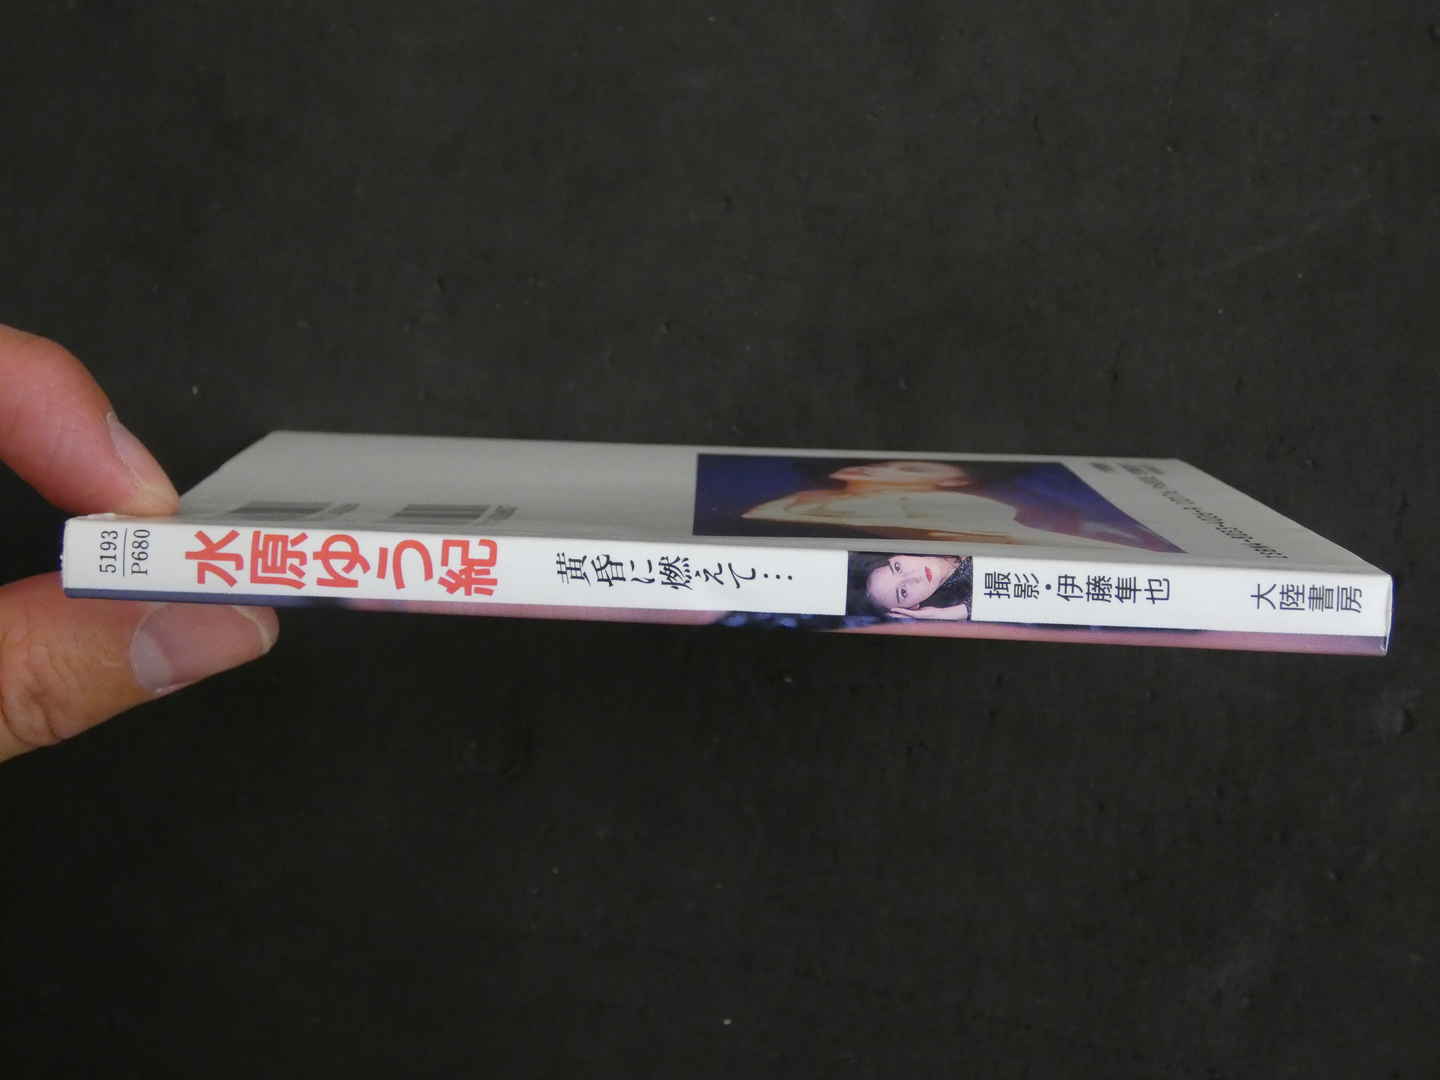 5193
P680
水原ゆう紀
黄昏に燃えて…
撮影・伊藤隼也
大陸書房